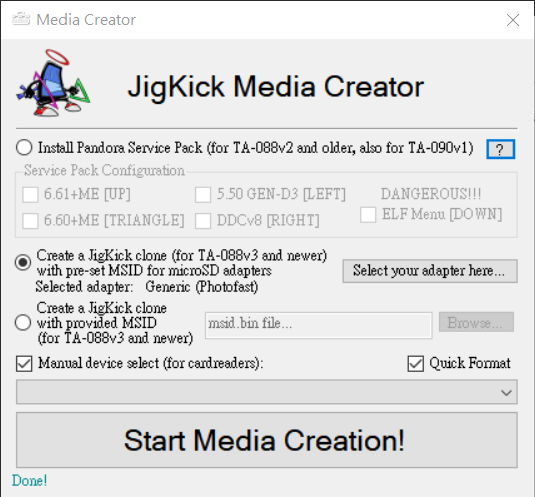 Media Creator
JigKick Media Creator
Install Pandora Service Pack (for TA-088v2 and older, also for TA-090v1)
?
Service Pack Configuration
6.61+ME [UP]
5.50 GEN-D3 [LEFT]
DANGEROUS!!!
6.60+ME [TRIANGLE]
DDCv8 [RIGHT]
ELF Menu [DOWN]
Create a JigKick clone (for TA-088v3 and newer)
with pre-set MSID for microSD adapters
Selected adapter: Generic (Photofast)
Select your adapter here...
Create a JigKick clone
with provided MSID
(for TA-088v3 and newer)
msid.bin file...
Browse...
Manual device select (for cardreaders):
Quick Format
Start Media Creation!
Done!